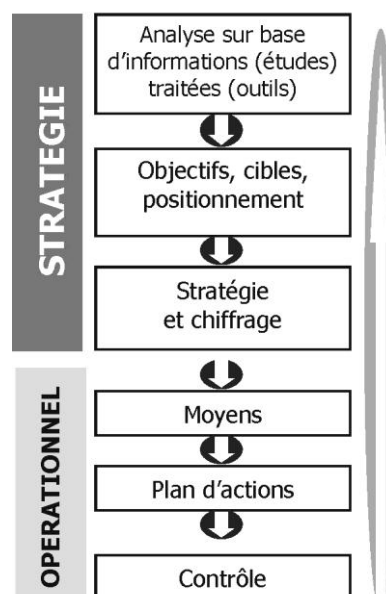 STRATEGIE
Analyse sur base
d'informations (études)
traitées (outils)
Objectifs, cibles,
positionnement
Stratégie
et chiffrage
OPERATIONNEL
Moyens
Plan d'actions
Contrôle